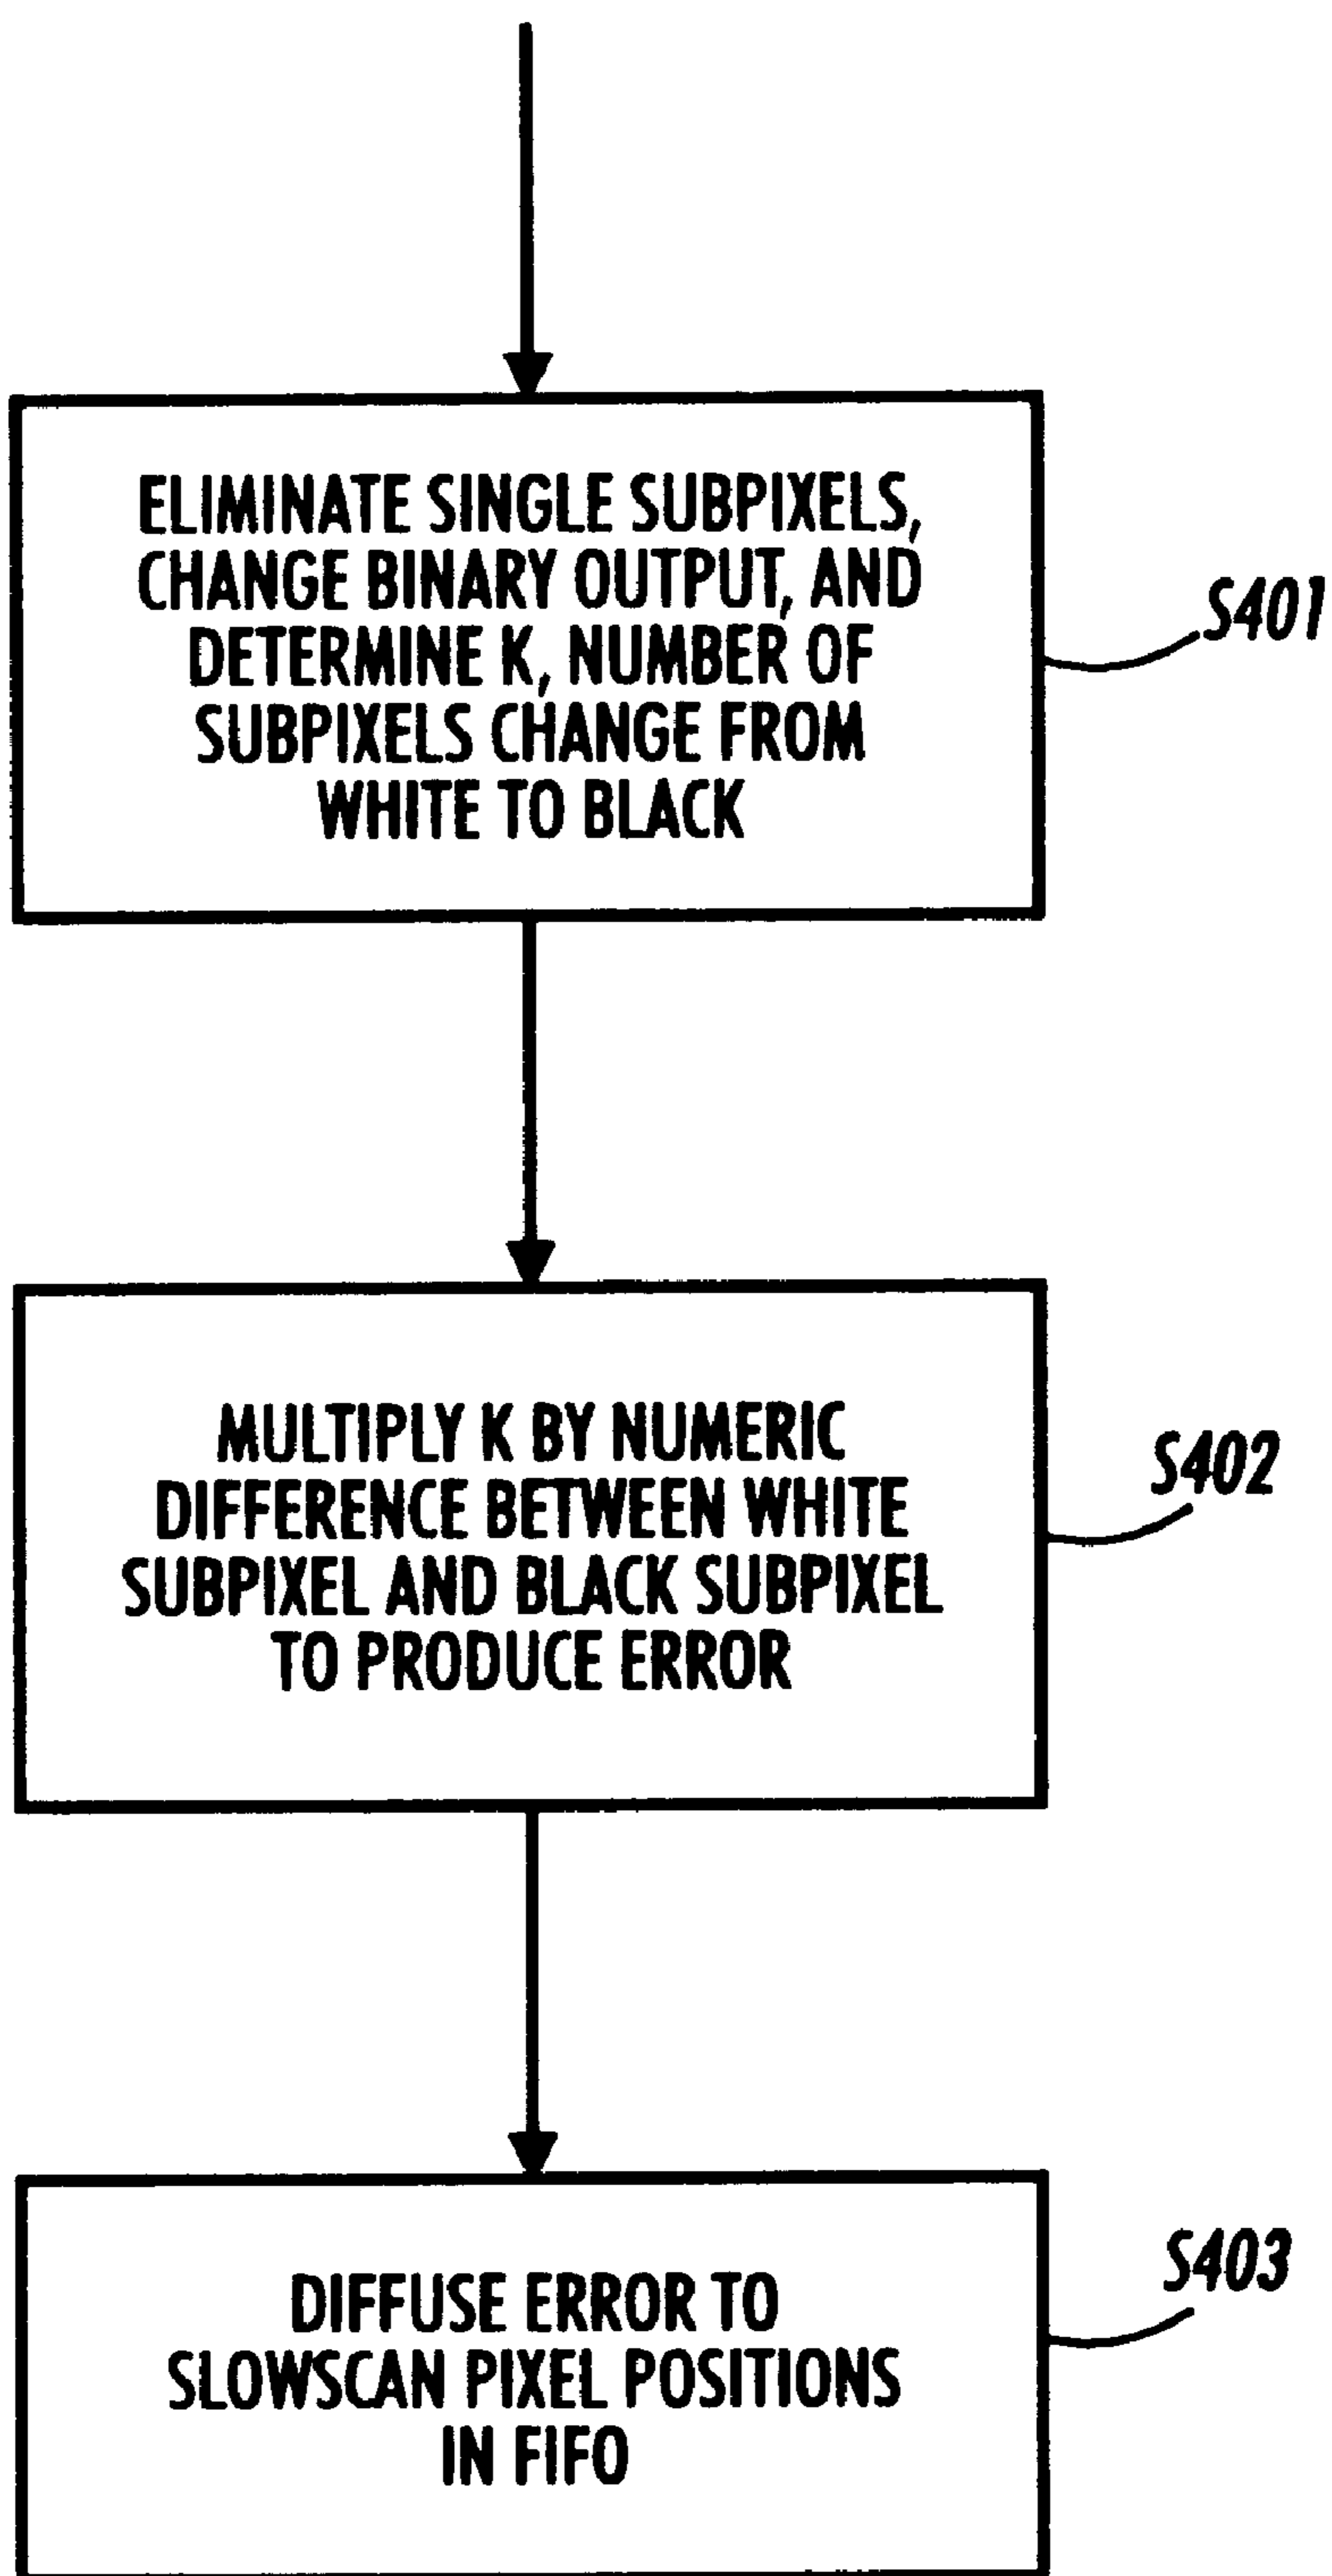 ELIMINATE SINGLE SUBPIXELS,
CHANGE BINARY OUTPUT, AND
DETERMINE K, NUMBER OF
SUBPIXELS CHANGE FROM
WHITE TO BLACK
S401
MULTIPLY K BY NUMERIC
DIFFERENCE BETWEEN WHITE
SUBPIXEL AND BLACK SUBPIXEL
TO PRODUCE ERROR
S402
DIFFUSE ERROR TO
SLOWSCAN PIXEL POSITIONS
IN FIFO
S403